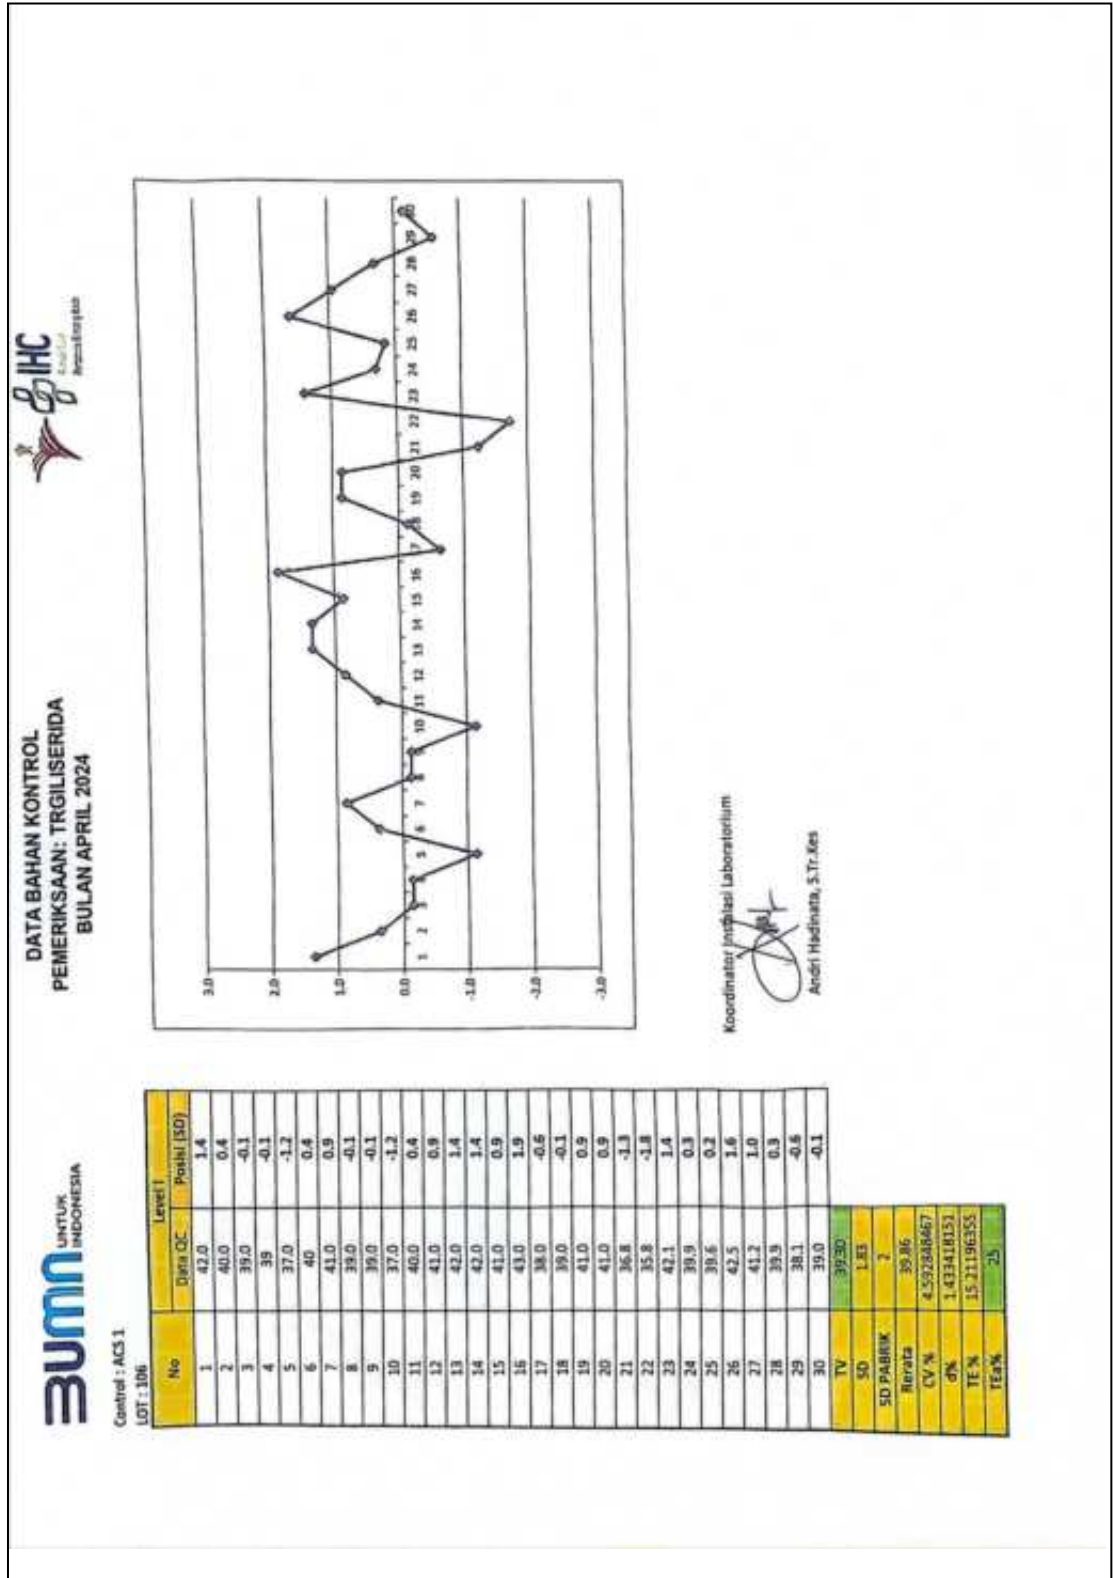 BUMN UNTUK
INDONESIA
DATA BAHAN KONTROL
PEMERIKSAAN: TRGILISERIDA
BULAN APRIL 2024
IHC
Control : ACS 1
LOT : 106
No Level I
Data QC Posisi (SD)
1 42.0 1.4
2 40.0 0.4
3 39.0 -0.1
4 39 -0.1
5 37.0 -1.2
6 40 0.4
7 41.0 0.9
8 39.0 -0.1
9 39.0 -0.1
10 37.0 -1.2
11 40.0 0.4
12 41.0 0.9
13 42.0 1.4
14 42.0 1.4
15 41.0 0.9
16 43.0 1.9
17 38.0 -0.6
18 39.0 -0.1
19 41.0 0.9
20 41.0 0.9
21 36.8 -1.3
22 35.8 -1.8
23 42.1 1.4
24 39.9 0.3
25 39.6 0.2
26 42.5 1.6
27 41.2 1.0
28 39.9 0.3
29 38.1 -0.6
30 39.0 -0.1
TV 39.30
SD 1.83
SD PABRIK 2
Rerata 39.86
CV % 4.592848467
d% 1.433418151
TE % 15.21196355
TEa% 25
3.0
2.0
1.0
0.0
-1.0
-2.0
-3.0
1 2 3 4 5 6 7 8 9 10 11 12 13 14 15 16 17 18 19 20 21 22 23 24 25 26 27 28 29 30
Koordinator Instalasi Laboratorium
Andri Hadinata, S.Tr.Kes